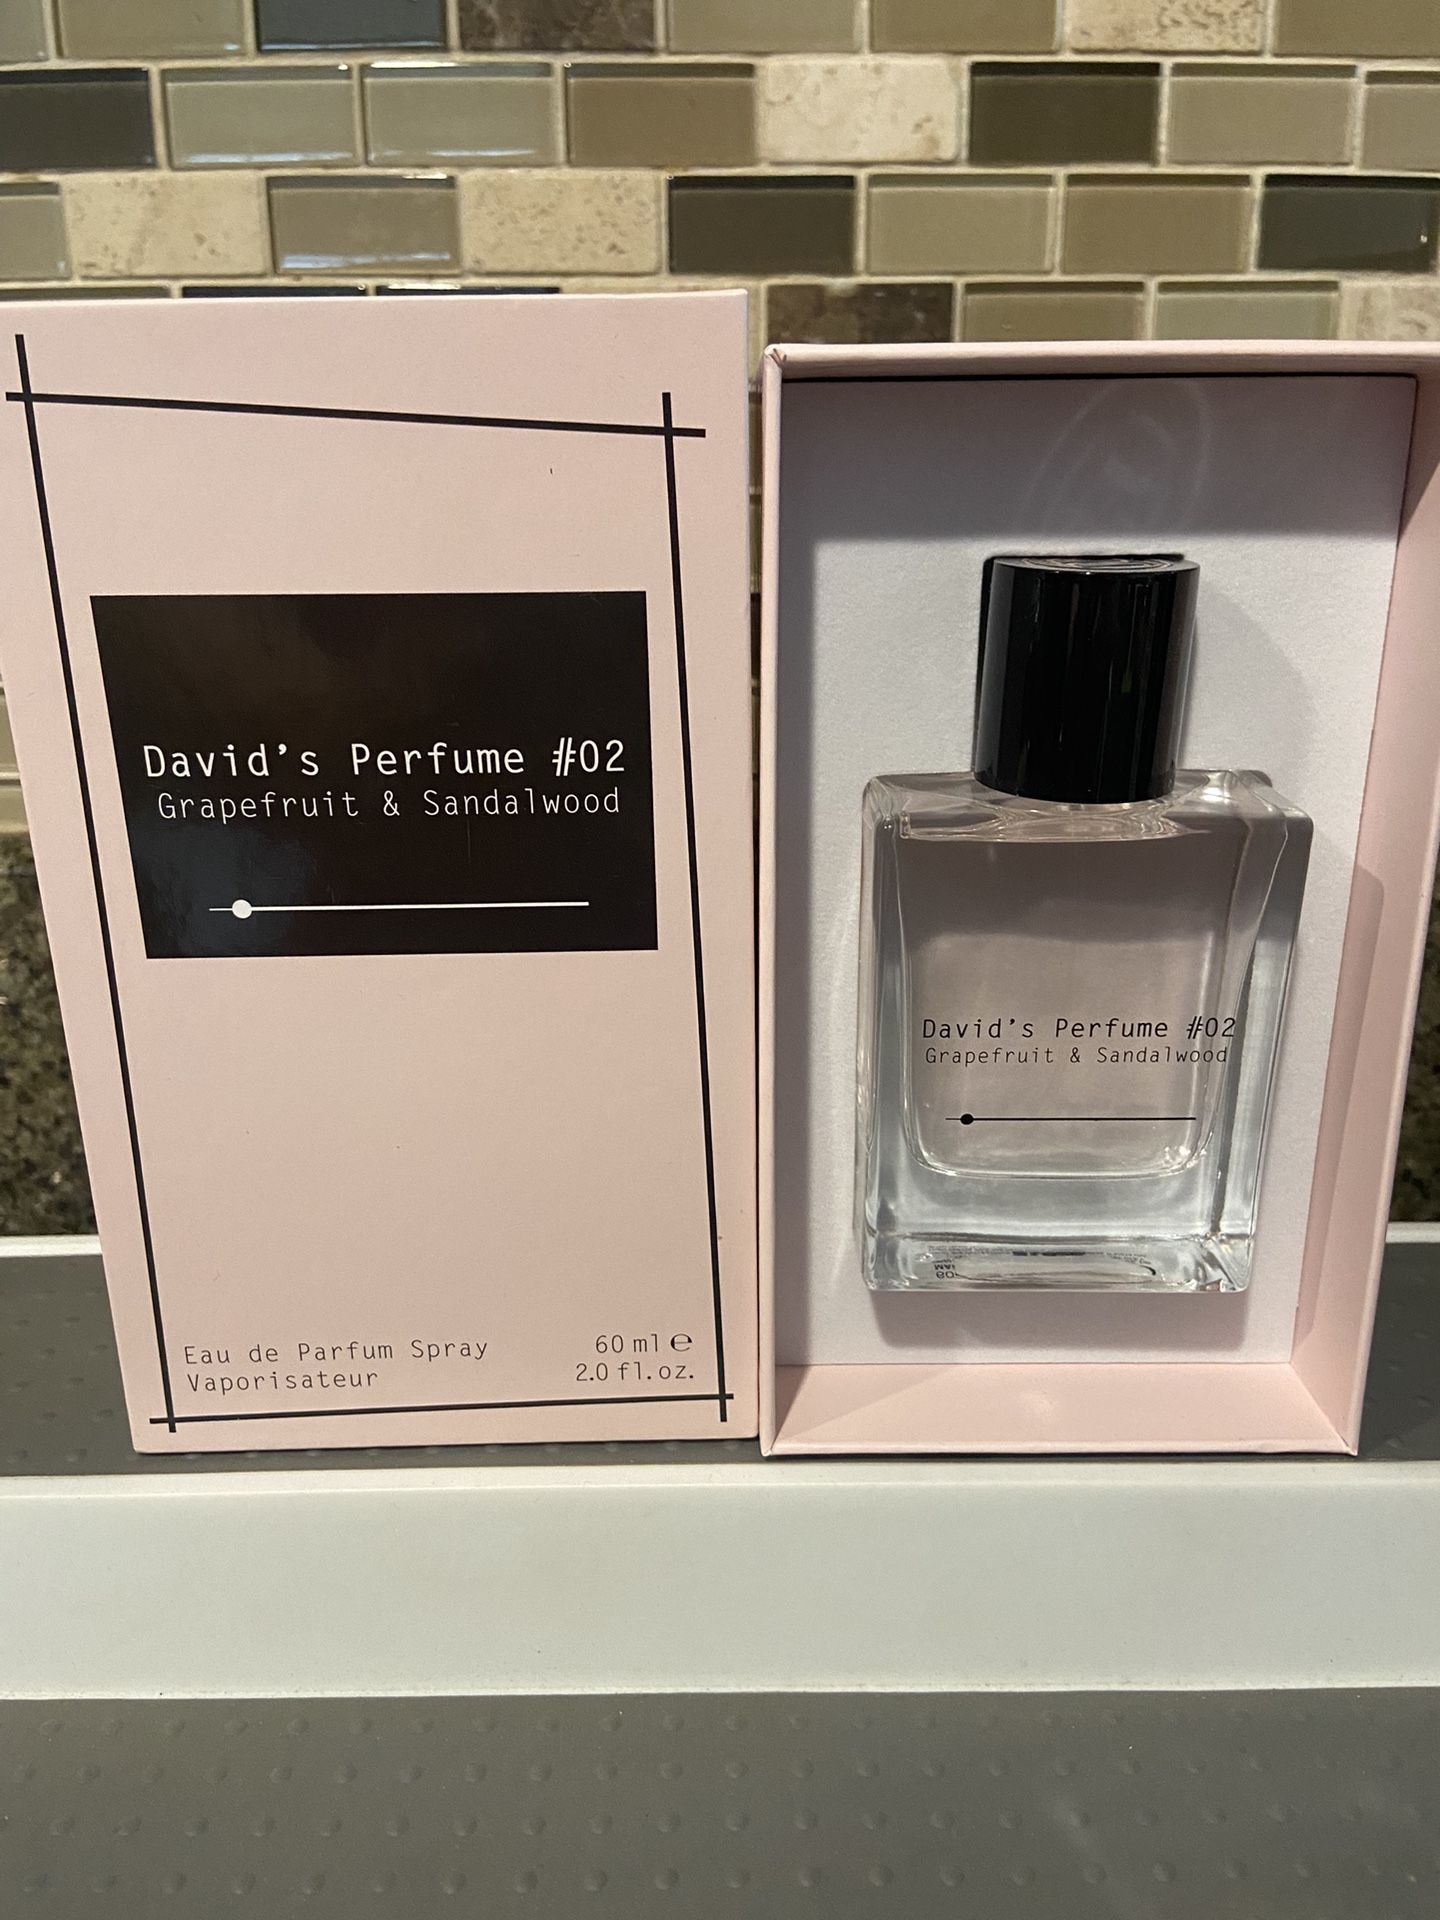 David's Perfume #02
Grapefruit & Sandalwood
Eau de Parfum Spray
Vaporisateur
60 ml ℮
2.0 fl.oz.
David's Perfume #02
Grapefruit & Sandalwood